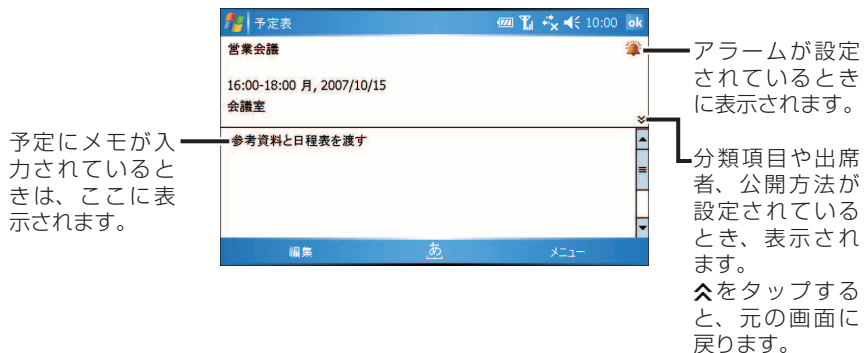 予定表 10:00 ok
営業会議
16:00-18:00 月, 2007/10/15
会議室
参考資料と日程表を渡す
編集 あ メニュー
予定にメモが入
力されていると
きは、ここに表
示されます。
アラームが設定
されているとき
に表示されます。
分類項目や出席
者、公開方法が
設定されている
とき、表示され
ます。
をタップする
と、元の画面に
戻ります。